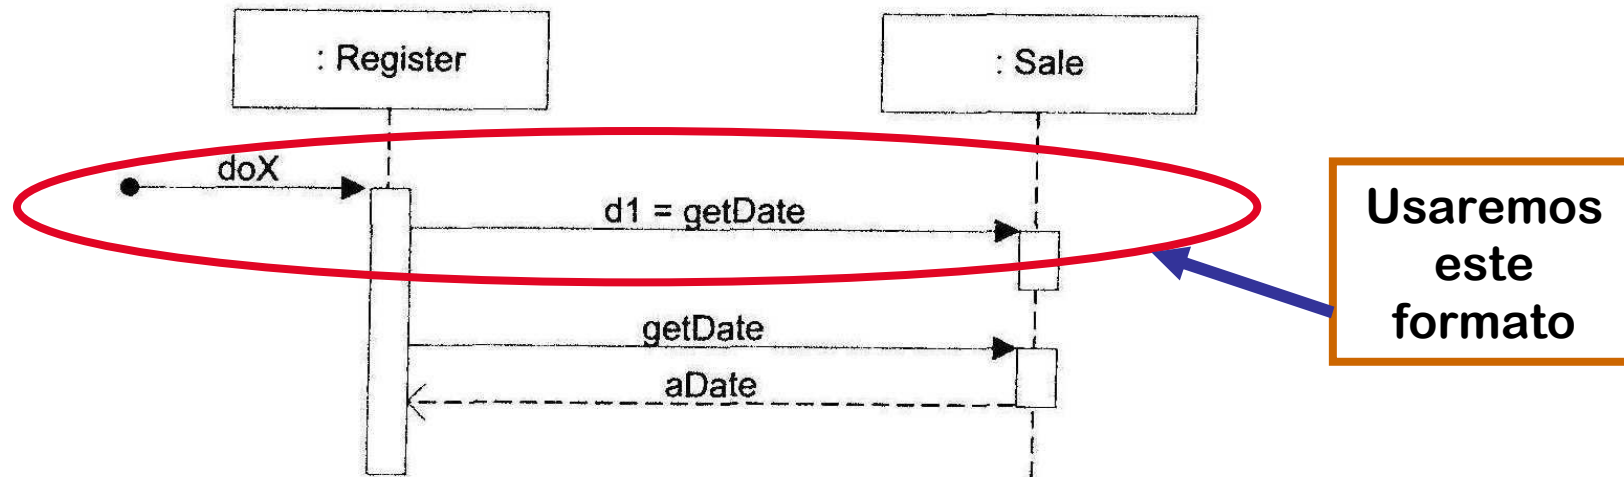 : Register
: Sale
doX
d1 = getDate
getDate
aDate
Usaremos
este
formato